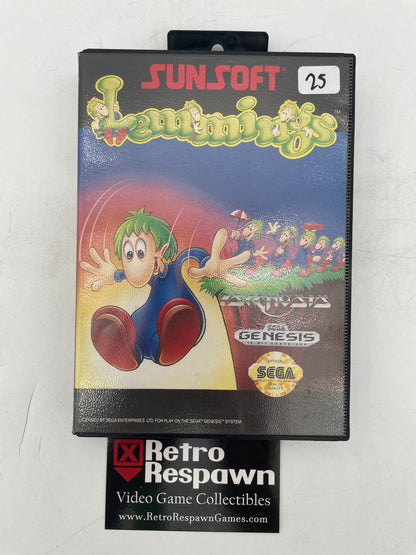 SUNSOFT®
25
Lemmings™
PSYGNOSIS
SEGA
GENESIS
16-BIT CARTRIDGE
OFFICIAL
SEGA
SEAL OF QUALITY
LICENSED BY SEGA ENTERPRISES LTD. FOR PLAY ON THE SEGA™ GENESIS™ SYSTEM.
X Retro
Respawn
Video Game Collectibles
www.RetroRespawnGames.com